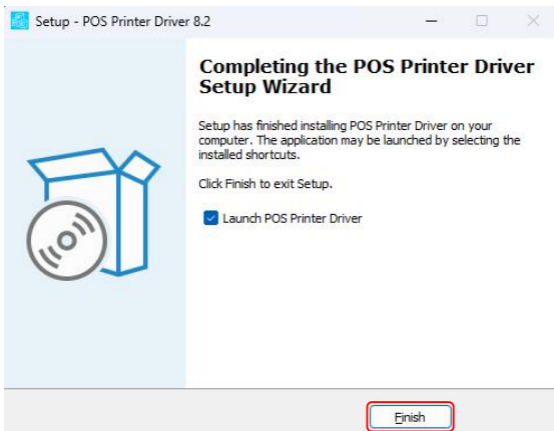 Setup - POS Printer Driver 8.2
Completing the POS Printer Driver
Setup Wizard
Setup has finished installing POS Printer Driver on your
computer. The application may be launched by selecting the
installed shortcuts.
Click Finish to exit Setup.
Launch POS Printer Driver
Finish